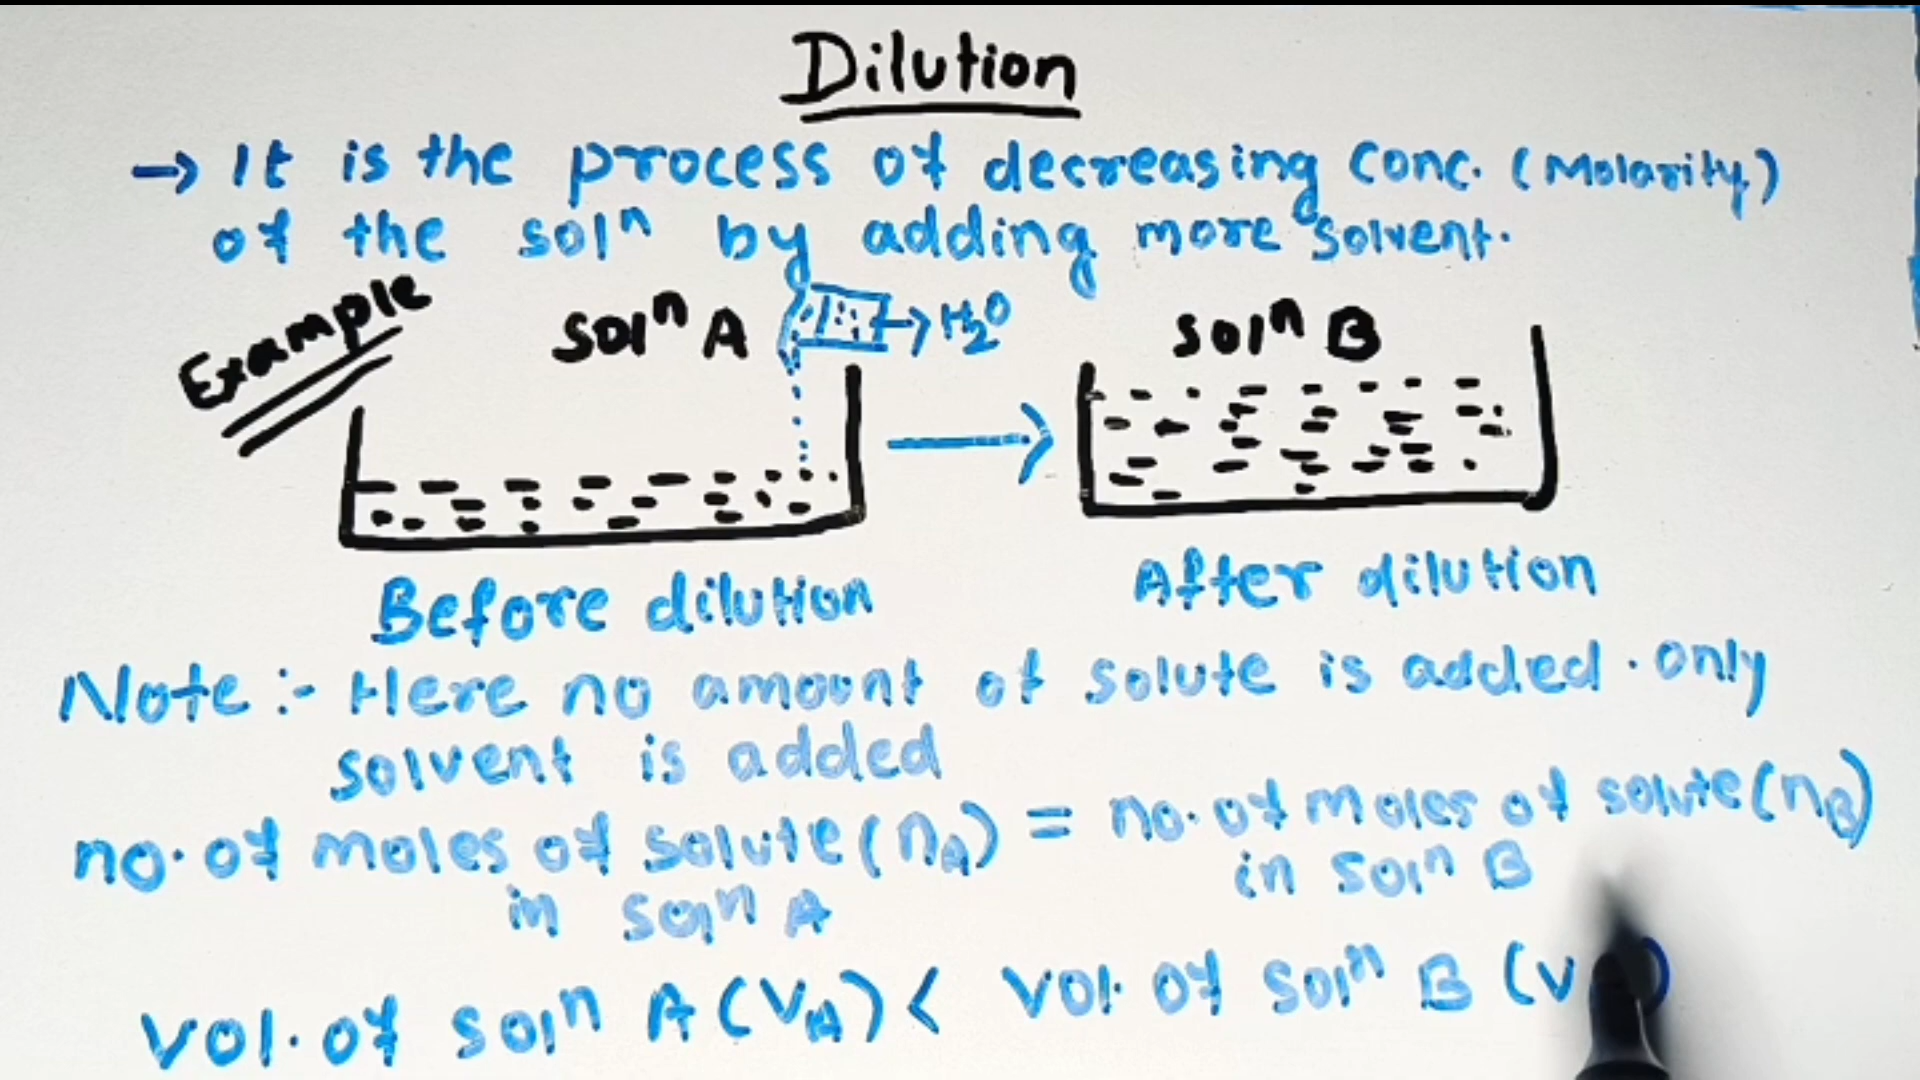 Dilution
→ It is the process of decreasing conc. (Molarity)
of the solⁿ by adding more solvent.
Example
solⁿ A
→ H₂O
solⁿ B
Before dilution
After dilution
Note :- Here no amount of solute is added. only
solvent is added
no. of moles of solute (nA) = no. of moles of solute (nB)
in solⁿ A
in solⁿ B
Vol. of solⁿ A (VA) < Vol. of solⁿ B (V